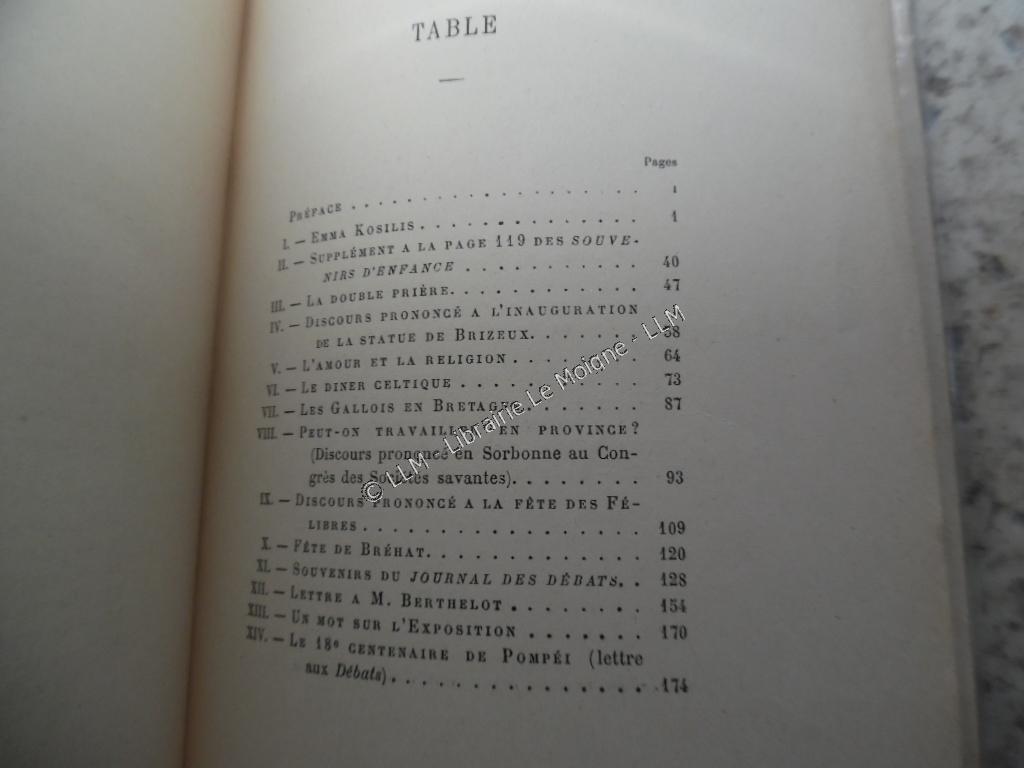 TABLE
Pages
PRÉFACE . . . . . . . . . . . . . . . . . . I
I. — EMMA KOSILIS . . . . . . . . . . . . . 1
II. — SUPPLÉMENT A LA PAGE 119 DES SOUVE-
NIRS D'ENFANCE . . . . . . . . . . . 40
III. — LA DOUBLE PRIÈRE. . . . . . . . . . . . 47
IV. — DISCOURS PRONONCÉ A L'INAUGURATION
DE LA STATUE DE BRIZEUX. . . . . . . 58
V. — L'AMOUR ET LA RELIGION . . . . . . . . 64
VI. — LE DINER CELTIQUE . . . . . . . . . . . 73
VII. — LES GALLOIS EN BRETAGNE . . . . . . . 87
VIII. — PEUT-ON TRAVAILLER EN PROVINCE?
(Discours prononcé en Sorbonne au Con-
grès des Sociétés savantes). . . . . . . . 93
IX. — DISCOURS PRONONCÉ A LA FÊTE DES FÉ-
LIBRES . . . . . . . . . . . . . . . . 109
X. — FÊTE DE BRÉHAT. . . . . . . . . . . . . 120
XI. — SOUVENIRS DU JOURNAL DES DÉBATS. . 128
XII. — LETTRE A M. BERTHELOT . . . . . . . . 154
XIII. — UN MOT SUR L'EXPOSITION . . . . . . . 170
XIV. — LE 18e CENTENAIRE DE POMPÉI (lettre
aux Débats) . . . . . . . . . . . . . . . . 174
© LLM - Librairie Le Moigne - LLM